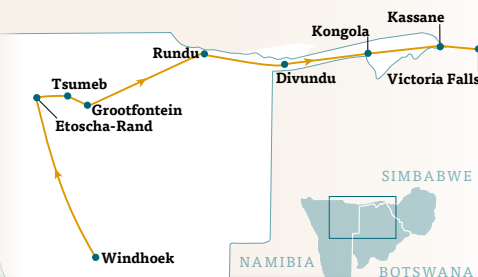 Kassane
Kongola
Rundu
Divundu
Victoria Falls
Tsumeb
Grootfontein
Etoscha-Rand
SIMBABWE
Windhoek
NAMIBIA
BOTSWANA